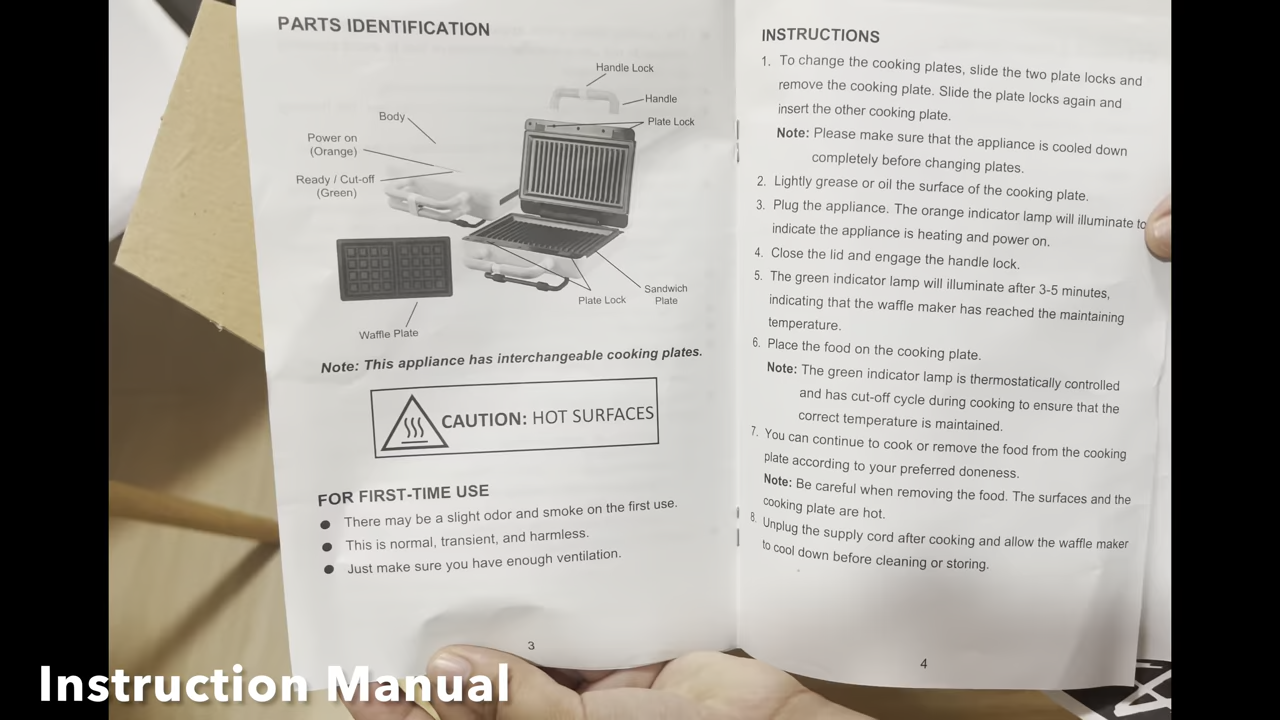 PARTS IDENTIFICATION
Handle Lock
Handle
Plate Lock
Body
Power on
(Orange)
Ready / Cut-off
(Green)
Plate Lock
Sandwich
Plate
Waffle Plate
Note: This appliance has interchangeable cooking plates.
CAUTION: HOT SURFACES
FOR FIRST-TIME USE
● There may be a slight odor and smoke on the first use.
● This is normal, transient, and harmless.
● Just make sure you have enough ventilation.
3
INSTRUCTIONS
1. To change the cooking plates, slide the two plate locks and
remove the cooking plate. Slide the plate locks again and
insert the other cooking plate.
Note: Please make sure that the appliance is cooled down
completely before changing plates.
2. Lightly grease or oil the surface of the cooking plate.
3. Plug the appliance. The orange indicator lamp will illuminate to
indicate the appliance is heating and power on.
4. Close the lid and engage the handle lock.
5. The green indicator lamp will illuminate after 3-5 minutes,
indicating that the waffle maker has reached the maintaining
temperature.
6. Place the food on the cooking plate.
Note: The green indicator lamp is thermostatically controlled
and has cut-off cycle during cooking to ensure that the
correct temperature is maintained.
7. You can continue to cook or remove the food from the cooking
plate according to your preferred doneness.
Note: Be careful when removing the food. The surfaces and the
cooking plate are hot.
8. Unplug the supply cord after cooking and allow the waffle maker
to cool down before cleaning or storing.
4
Instruction Manual